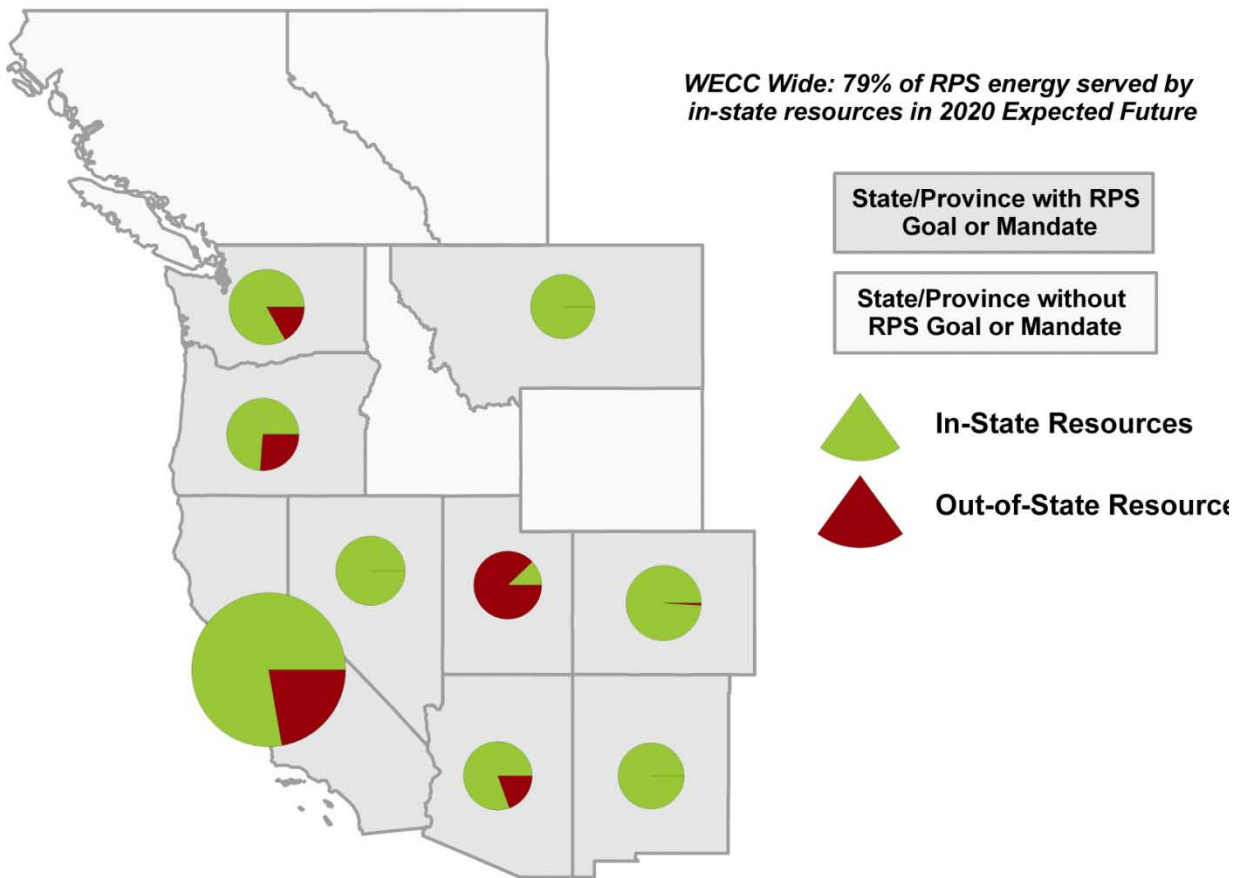 WECC Wide: 79% of RPS energy served by
in-state resources in 2020 Expected Future
State/Province with RPS
Goal or Mandate
State/Province without
RPS Goal or Mandate
In-State Resources
Out-of-State Resource